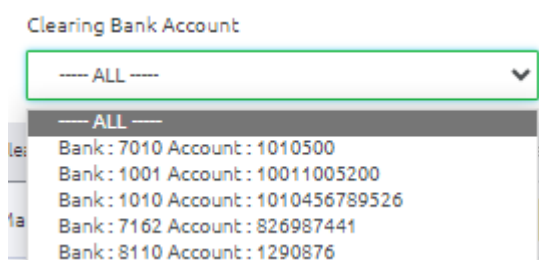 Clearing Bank Account
----- ALL -----
----- ALL -----
Bank : 7010 Account : 1010500
Bank : 1001 Account : 10011005200
Bank : 1010 Account : 1010456789526
Bank : 7162 Account : 826987441
Bank : 8110 Account : 1290876